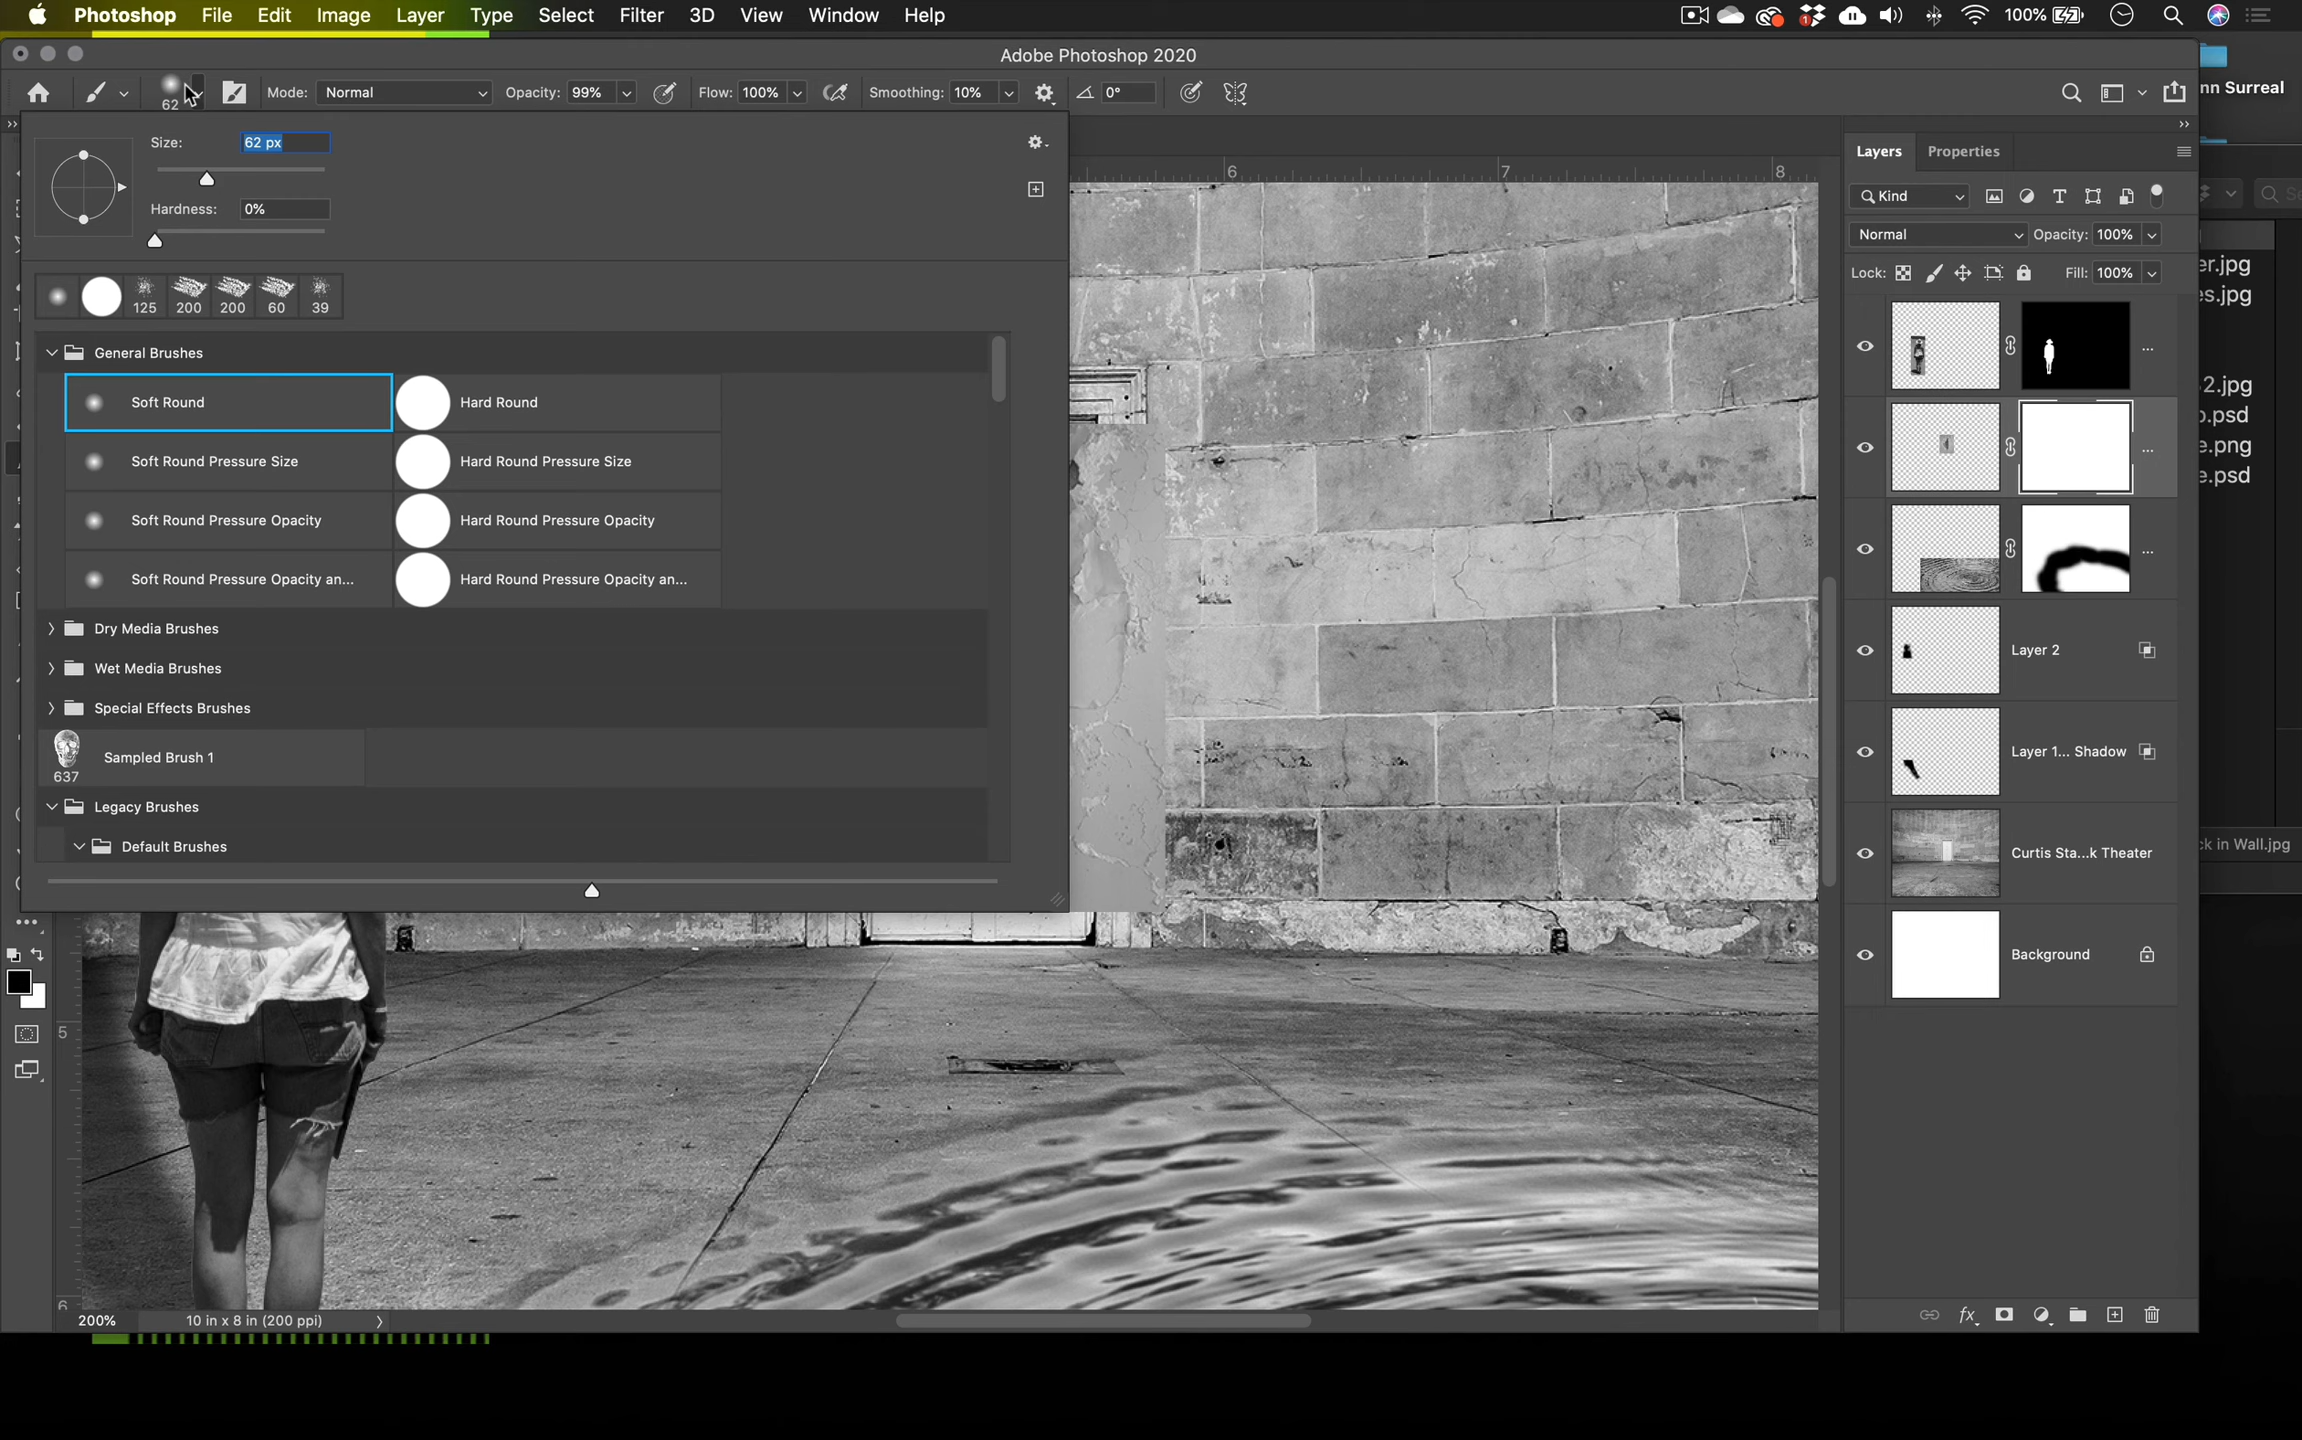 Photoshop File Edit Image Layer Type Select Filter 3D View Window Help 1 100%
Adobe Photoshop 2020
62 Mode: Normal Opacity: 99% Flow: 100% Smoothing: 10% 0°
nn Surreal
Size: 62 px
Hardness: 0%
125 200 200 60 39
General Brushes
Soft Round Hard Round
Soft Round Pressure Size Hard Round Pressure Size
Soft Round Pressure Opacity Hard Round Pressure Opacity
Soft Round Pressure Opacity an... Hard Round Pressure Opacity an...
Dry Media Brushes
Wet Media Brushes
Special Effects Brushes
Sampled Brush 1
637
Legacy Brushes
Default Brushes
6 7 8
5
6
200% 10 in x 8 in (200 ppi)
Layers Properties
Kind
Normal Opacity: 100%
Lock: Fill: 100%
...
...
...
Layer 2
Layer 1... Shadow
Curtis Sta...k Theater
Background
fx
er.jpg
es.jpg
2.jpg
.psd
e.png
e.psd
ck in Wall.jpg